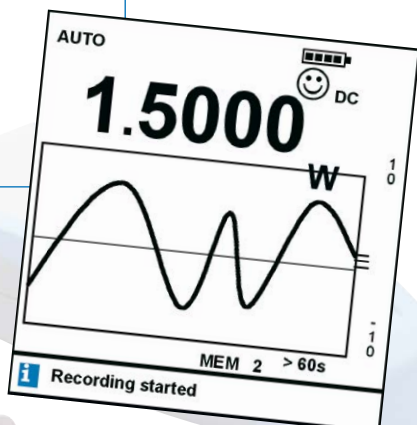 AUTO
DC
1.5000
W
1
0
-
1
0
MEM 2 > 60s
i Recording started